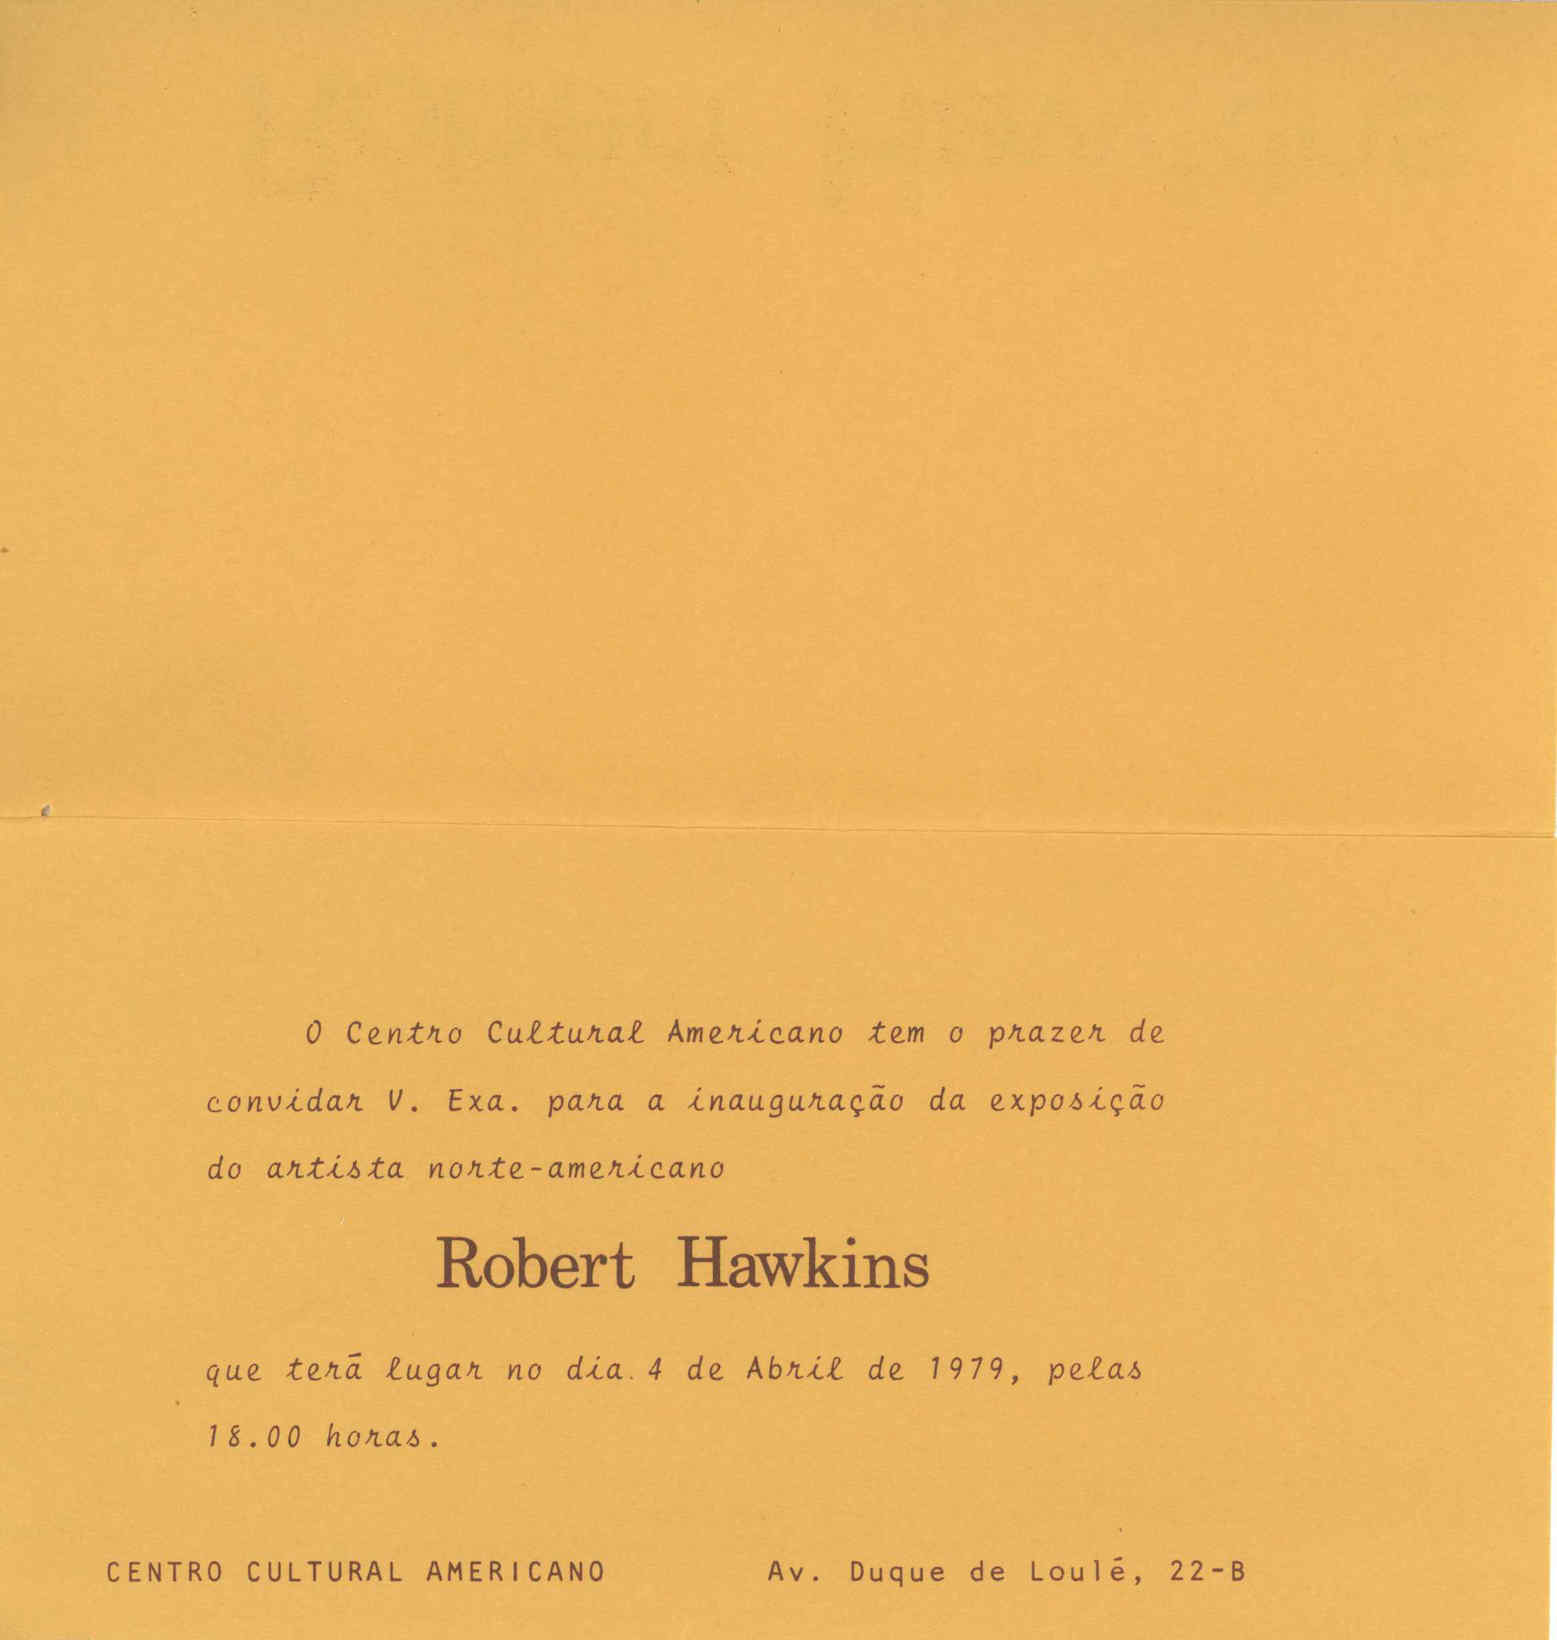 O Centro Cultural Americano tem o prazer de
convidar V. Exa. para a inauguração da exposição
do artista norte-americano
Robert Hawkins
que terá lugar no dia.4 de Abril de 1979, pelas
18.00 horas.
CENTRO CULTURAL AMERICANO Av. Duque de Loulé, 22-B